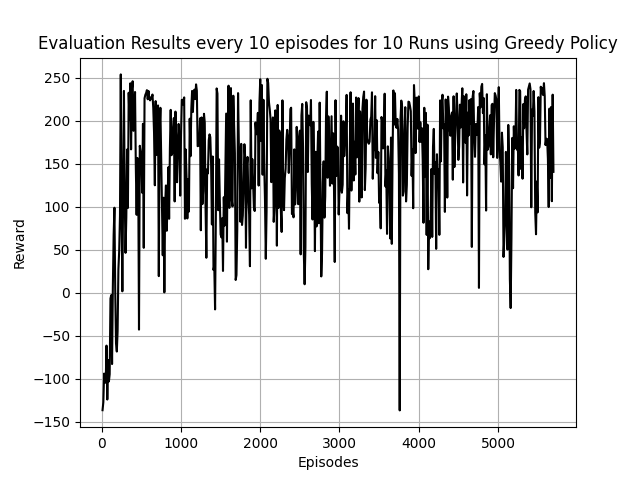 Evaluation Results every 10 episodes for 10 Runs using Greedy Policy
250
200
150
100
50
0
−50
−100
−150
Reward
0 1000 2000 3000 4000 5000
Episodes